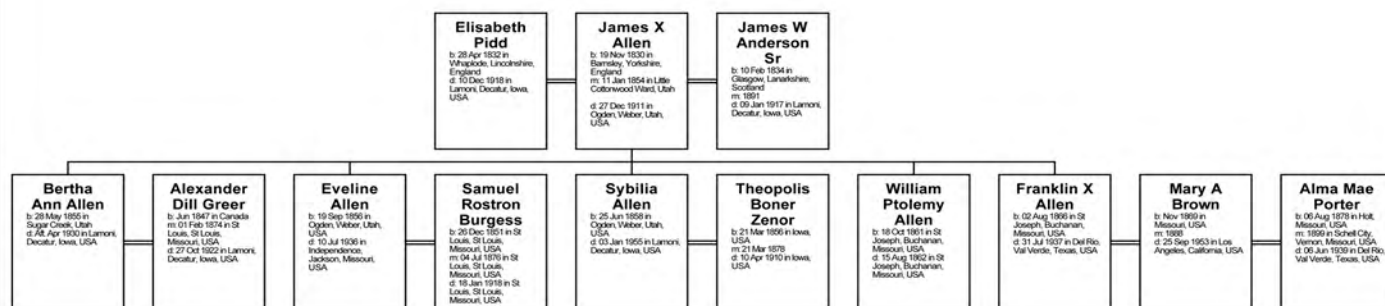 Elisabeth
Pidd
b: 28 Apr 1832 in
Whaplode, Lincolnshire,
England
d: 10 Dec 1918 in
Lamoni, Decatur, Iowa,
USA
James X
Allen
b: 19 Nov 1830 in
Barnsley, Yorkshire,
England
m: 11 Jan 1854 in Little
Cottonwood Ward, Utah
d: 27 Dec 1911 in
Ogden, Weber, Utah,
USA
James W
Anderson
Sr
b: 10 Feb 1834 in
Glasgow, Lanarkshire,
Scotland
m: 1891
d: 09 Jan 1917 in Lamoni,
Decatur, Iowa, USA
Bertha
Ann Allen
b: 28 May 1855 in
Sugar Creek, Utah
d: Aft. Apr 1930 in Lamoni,
Decatur, Iowa, USA
Alexander
Dill Greer
b: Jun 1847 in Canada
m: 01 Feb 1874 in St
Louis, St Louis,
Missouri, USA
d: 27 Oct 1922 in Lamoni,
Decatur, Iowa, USA
Eveline
Allen
b: 19 Sep 1856 in
Ogden, Weber, Utah,
USA
d: 10 Jul 1936 in
Independence,
Jackson, Missouri,
USA
Samuel
Rostron
Burgess
b: 26 Dec 1851 in St
Louis, St Louis,
Missouri, USA
m: 04 Jul 1876 in St
Louis, St Louis,
Missouri, USA
d: 18 Jan 1918 in St
Louis, St Louis,
Missouri, USA
Sybilia
Allen
b: 25 Jun 1858 in
Ogden, Weber, Utah,
USA
d: 03 Jan 1955 in Lamoni,
Decatur, Iowa, USA
Theopolis
Boner
Zenor
b: 21 Mar 1856 in Iowa,
USA
m: 21 Mar 1878
d: 10 Apr 1910 in Iowa,
USA
William
Ptolemy
Allen
b: 18 Oct 1861 in St
Joseph, Buchanan,
Missouri, USA
d: 15 Aug 1862 in St
Joseph, Buchanan,
Missouri, USA
Franklin X
Allen
b: 02 Aug 1866 in St
Joseph, Buchanan,
Missouri, USA
d: 31 Jul 1937 in Del Rio,
Val Verde, Texas, USA
Mary A
Brown
b: Nov 1869 in
Missouri, USA
m: 1888
d: 25 Sep 1953 in Los
Angeles, California, USA
Alma Mae
Porter
b: 06 Aug 1878 in Holt,
Missouri, USA
m: 1899 in Schell City,
Vernon, Missouri, USA
d: 06 Jun 1939 in Del Rio,
Val Verde, Texas, USA